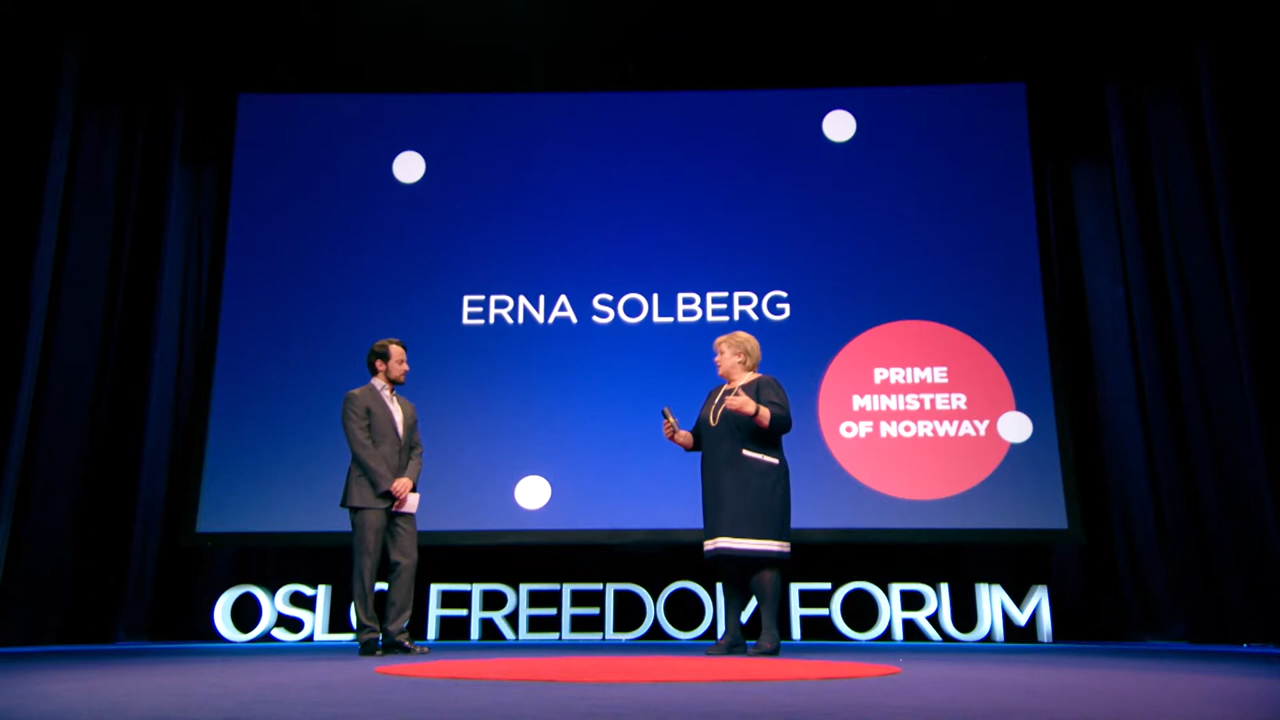 ERNA SOLBERG
PRIME
MINISTER
OF NORWAY
OSLO FREEDOM FORUM